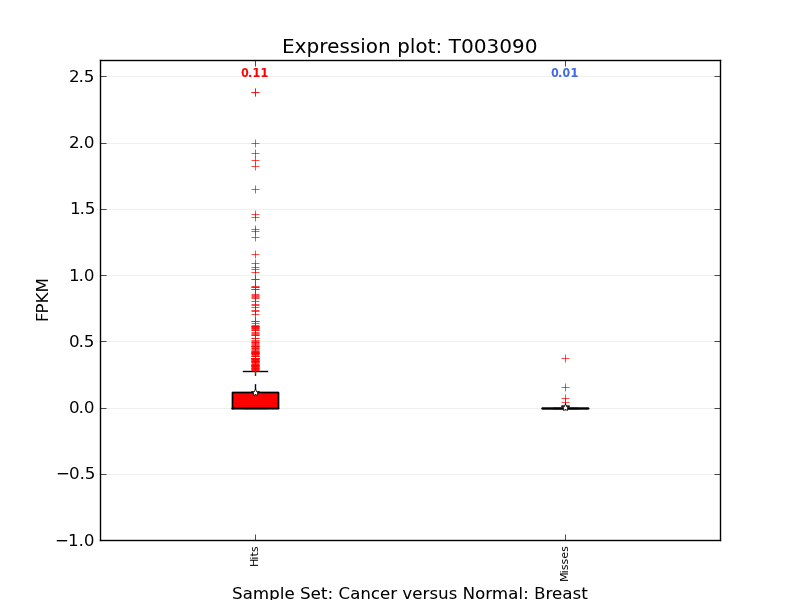 Expression plot: T003090
0.11
0.01
2.5
2.0
1.5
1.0
0.5
0.0
−0.5
−1.0
FPKM
Hits
Misses
Sample Set: Cancer versus Normal: Breast